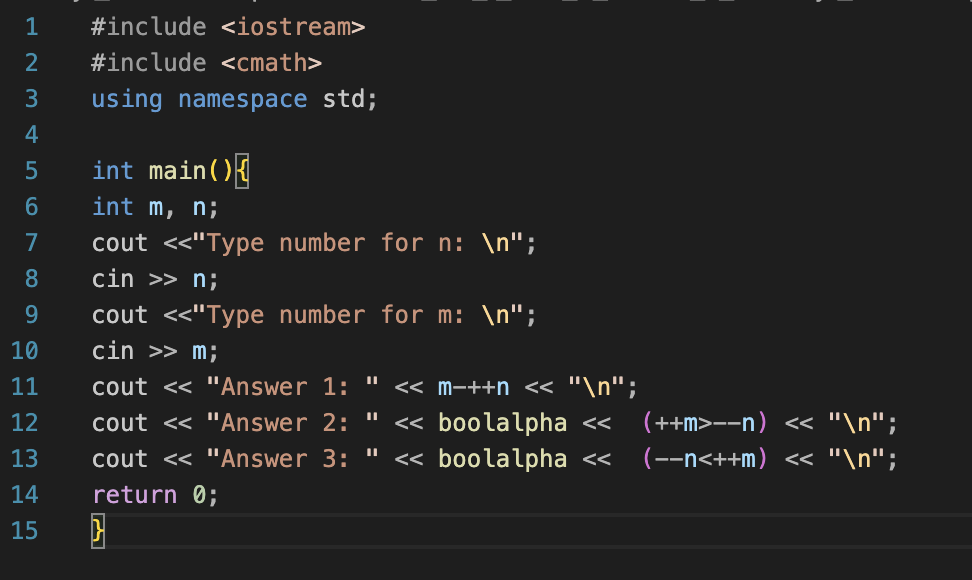 1 #include <iostream>
2 #include <cmath>
3 using namespace std;
4
5 int main(){
6 int m, n;
7 cout <<"Type number for n: \n";
8 cin >> n;
9 cout <<"Type number for m: \n";
10 cin >> m;
11 cout << "Answer 1: " << m-++n << "\n";
12 cout << "Answer 2: " << boolalpha <<  (++m>--n) << "\n";
13 cout << "Answer 3: " << boolalpha <<  (--n<++m) << "\n";
14 return 0;
15 }